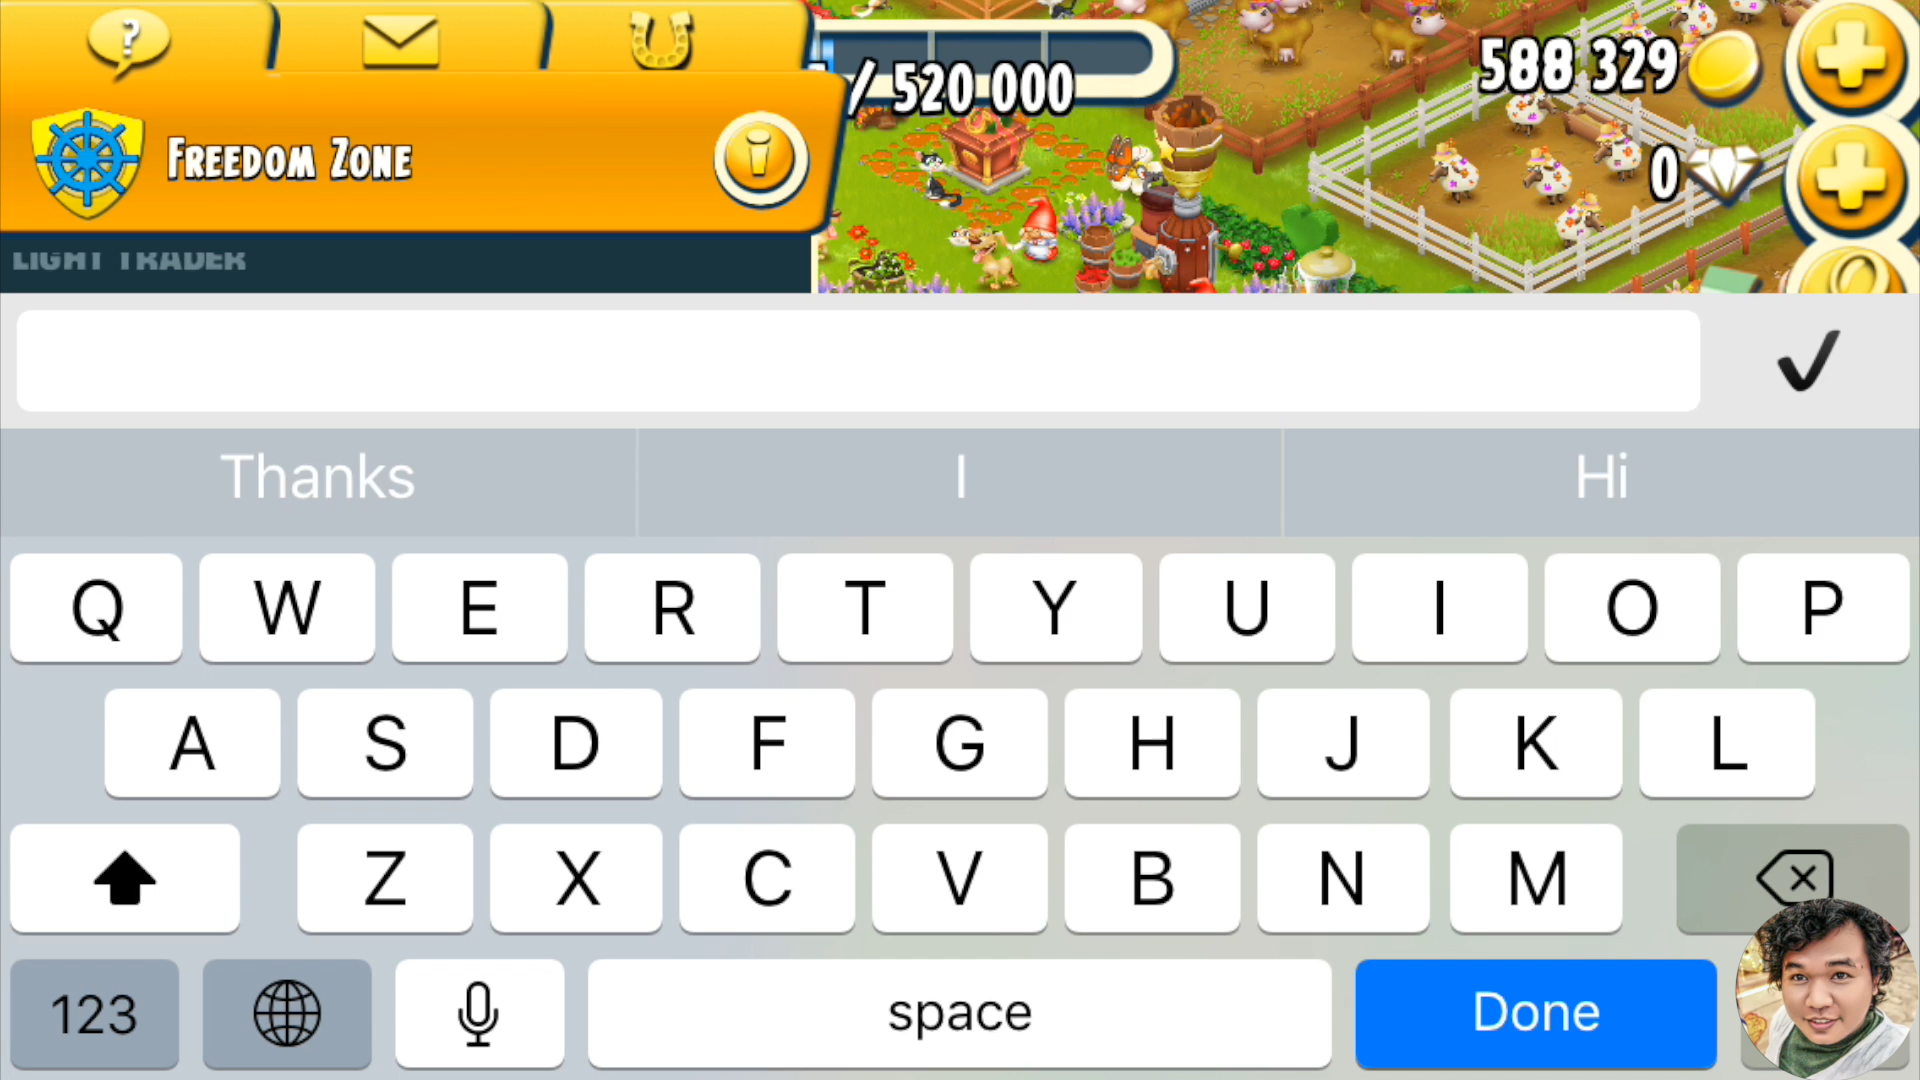 ?
/ 520 000
588 329
FREEDOM ZONE
i
0
LIGHT TRADER
Thanks I Hi
Q W E R T Y U I O P
A S D F G H J K L
Z X C V B N M
123 space Done